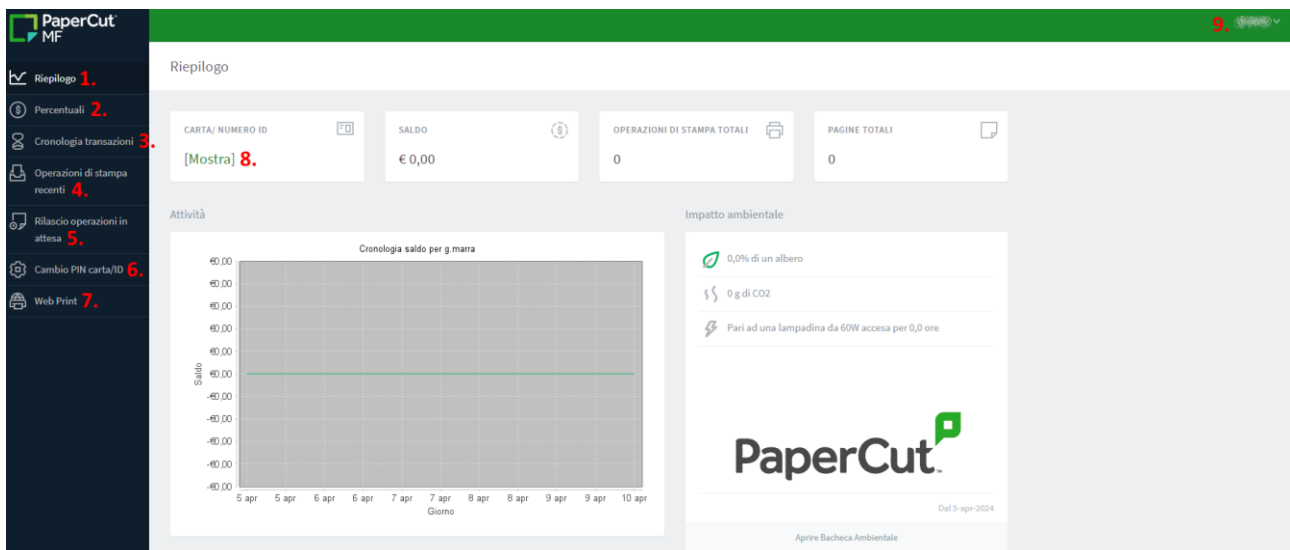 PaperCut
MF
9.
Riepilogo 1.
Percentuali 2.
Cronologia transazioni 3.
Operazioni di stampa
recenti 4.
Rilascio operazioni in
attesa 5.
Cambio PIN carta/ID 6.
Web Print 7.
Riepilogo
CARTA/ NUMERO ID
[Mostra] 8.
SALDO
€ 0,00
OPERAZIONI DI STAMPA TOTALI
0
PAGINE TOTALI
0
Attività
Cronologia saldo per g.marra
€0,00
€0,00
€0,00
€0,00
€0,00
€0,00
-€0,00
-€0,00
-€0,00
-€0,00
-€0,00
Saldo
5 apr 5 apr 6 apr 6 apr 7 apr 7 apr 8 apr 8 apr 9 apr 9 apr 10 apr
Giorno
Impatto ambientale
0,0% di un albero
0 g di CO2
Pari ad una lampadina da 60W accesa per 0,0 ore
PaperCut™
Dal 5-apr-2024
Aprire Bacheca Ambientale